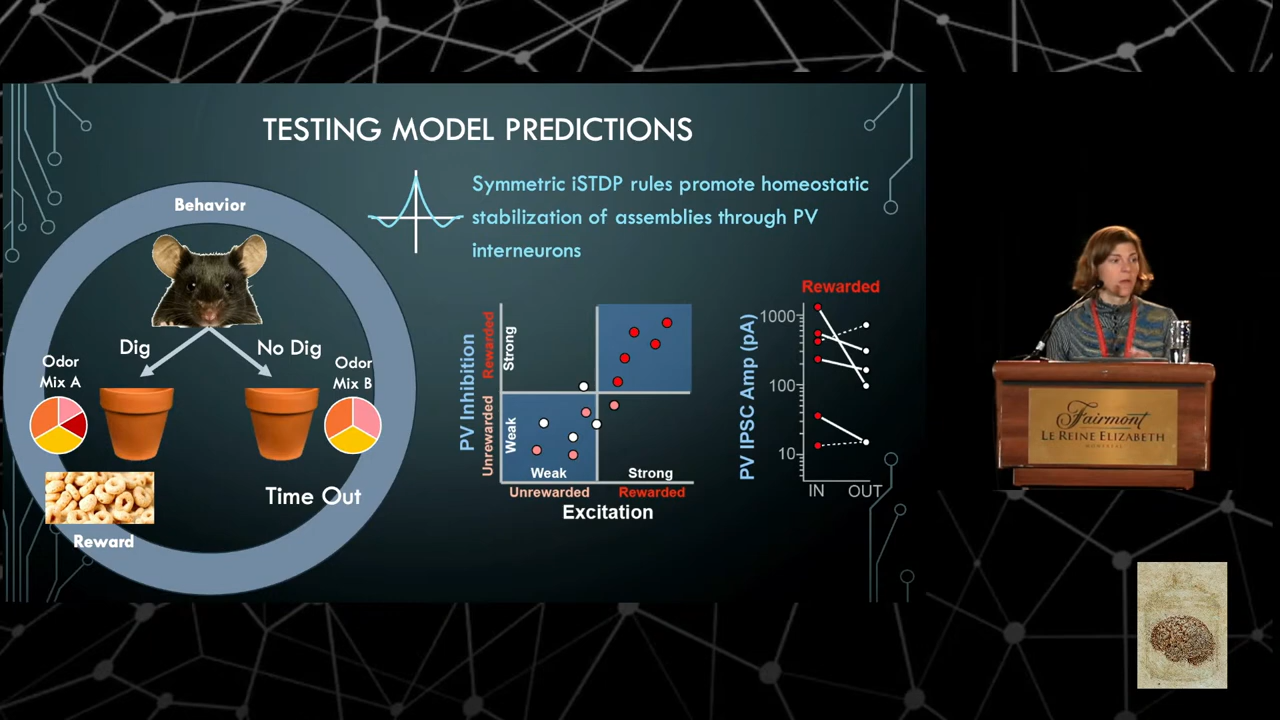 TESTING MODEL PREDICTIONS
Symmetric iSTDP rules promote homeostatic
stabilization of assemblies through PV
interneurons
Behavior
Dig
No Dig
Odor
Mix A
Odor
Mix B
Reward
Time Out
PV Inhibition
Unrewarded
Rewarded
Weak
Strong
Weak
Strong
Unrewarded
Rewarded
Excitation
Rewarded
PV IPSC Amp (pA)
1000
100
10
IN
OUT
Fairmont
LE REINE ELIZABETH
MONTRÉAL